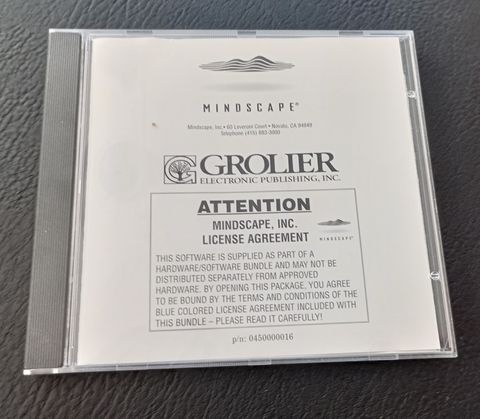 MINDSCAPE®
Mindscape, Inc. • 60 Leveroni Court • Novato, CA 94949
Telephone (415) 883-3000
G GROLIER
ELECTRONIC PUBLISHING, INC.
ATTENTION
MINDSCAPE, INC.
LICENSE AGREEMENT
MINDSCAPE®
THIS SOFTWARE IS SUPPLIED AS PART OF A
HARDWARE/SOFTWARE BUNDLE AND MAY NOT BE
DISTRIBUTED SEPARATELY FROM APPROVED
HARDWARE. BY OPENING THIS PACKAGE, YOU AGREE
TO BE BOUND BY THE TERMS AND CONDITIONS OF THE
BLUE COLORED LICENSE AGREEMENT INCLUDED WITH
THIS BUNDLE – PLEASE READ IT CAREFULLY!
p/n: 0450000016